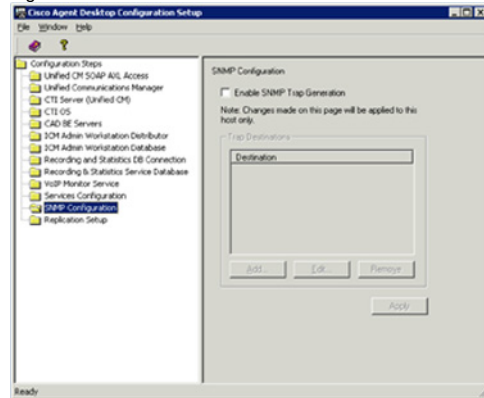 Cisco Agent Desktop Configuration Setup
File Window Help
Configuration Steps
Unified CM SOAP AXL Access
Unified Communications Manager
CTI Server (Unified CM)
CTI OS
CAD BE Servers
ICM Admin Workstation Distributor
ICM Admin Workstation Database
Recording and Statistics DB Connection
Recording & Statistics Service Database
VoIP Monitor Service
Services Configuration
SNMP Configuration
Replication Setup
SNMP Configuration
Enable SNMP Trap Generation
Note: Changes made on this page will be applied to this
host only.
Trap Destinations
Destination
Add... Edit... Remove
Apply
Ready